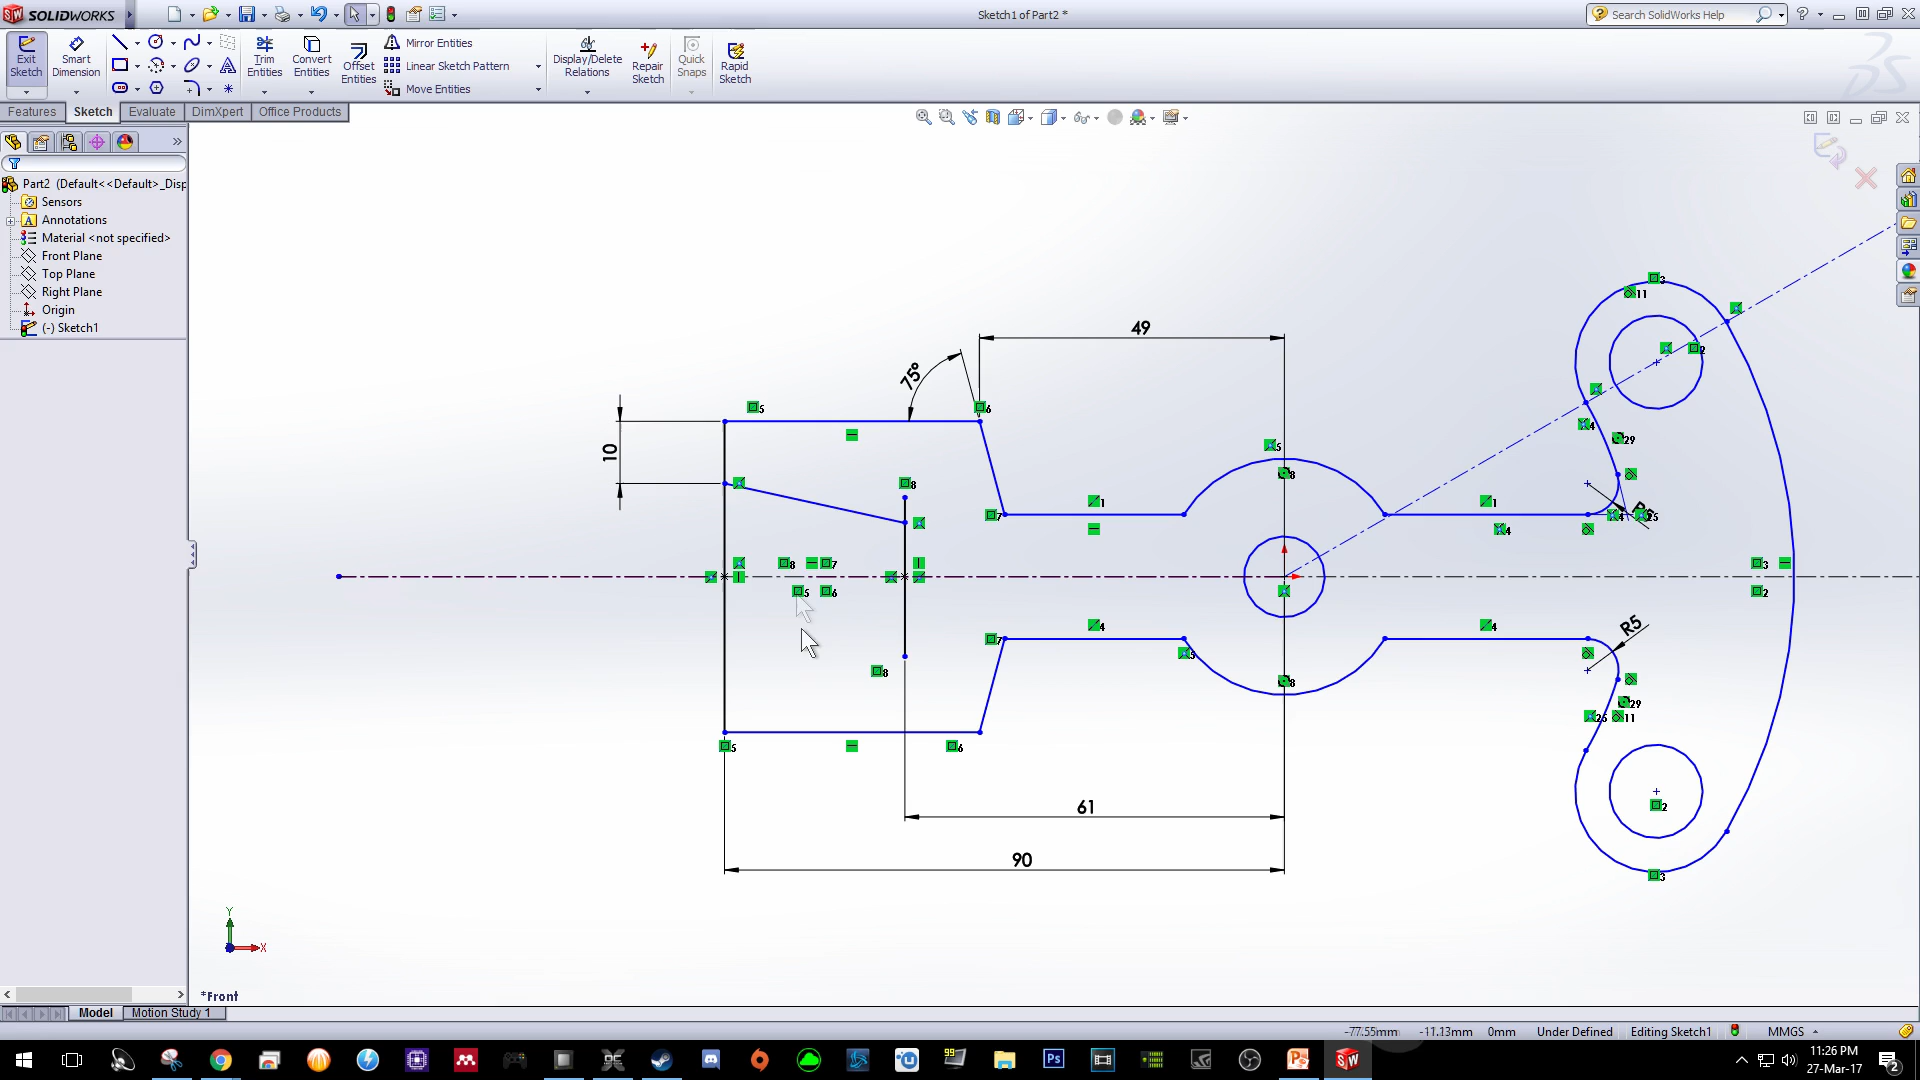 SOLIDWORKS
Sketch1 of Part2 *
Search SolidWorks Help
Exit Sketch
Smart Dimension
Trim Entities
Convert Entities
Offset Entities
Mirror Entities
Linear Sketch Pattern
Move Entities
Display/Delete Relations
Repair Sketch
Quick Snaps
Rapid Sketch
Features
Sketch
Evaluate
DimXpert
Office Products
Part2 (Default<<Default>_Disp
Sensors
Annotations
Material <not specified>
Front Plane
Top Plane
Right Plane
Origin
(-) Sketch1
49
75°
10
61
90
R5
Y
X
*Front
Model
Motion Study 1
-77.55mm
-11.13mm
0mm
Under Defined
Editing Sketch1
MMGS
11:26 PM
27-Mar-17